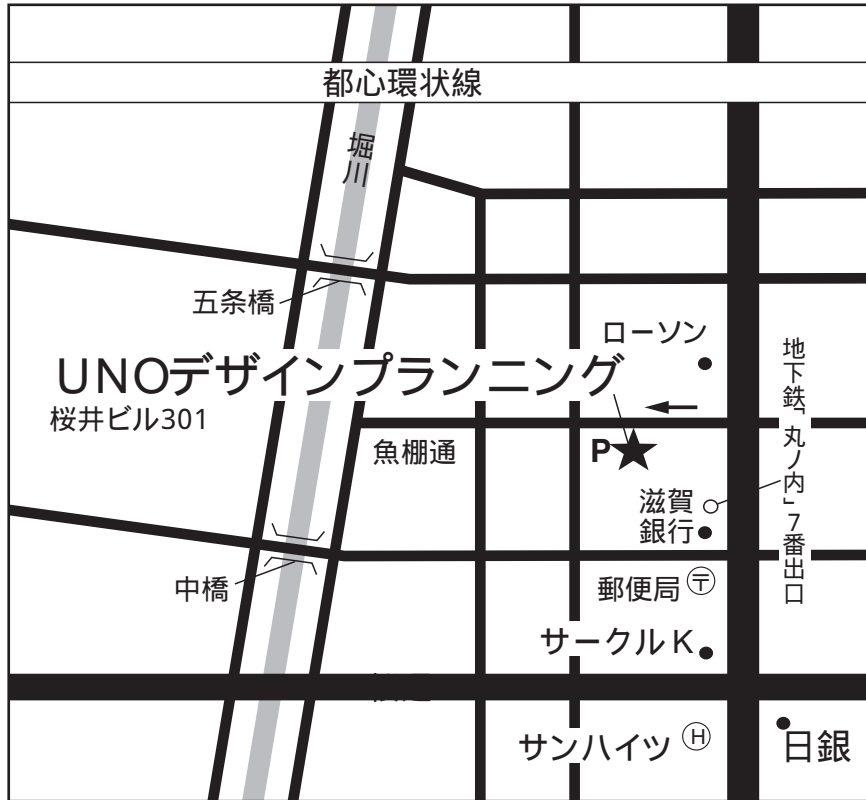 都心環状線
堀川
五条橋
ローソン
UNOデザインプランニング
桜井ビル301
魚棚通
P
地下鉄「丸ノ内」7番出口
滋賀
銀行
中橋
郵便局〒
サークルK
サンハイツ H
日銀